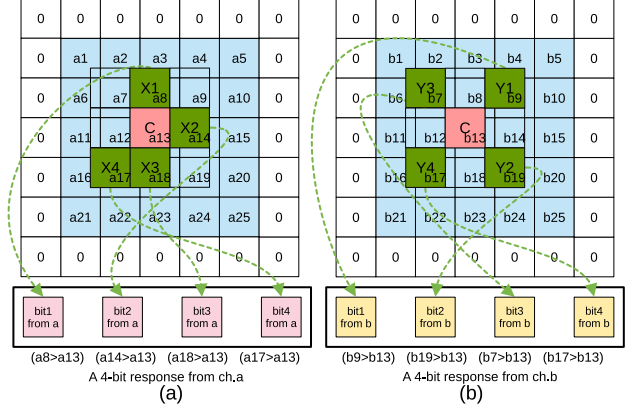 0 0 0 0 0 0 0
0 a1 a2 a3 a4 a5 0
X1
0 a6 a7 a8 a9 a10 0
C X2
0 a11 a12 a13 a14 a15 0
X4 X3
0 a16 a17 a18 a19 a20 0
0 a21 a22 a23 a24 a25 0
0 0 0 0 0 0 0
bit1 from a
bit2 from a
bit3 from a
bit4 from a
(a8>a13) (a14>a13) (a18>a13) (a17>a13)
A 4-bit response from ch.a
(a)
0 0 0 0 0 0 0
0 b1 b2 b3 b4 b5 0
Y3 Y1
0 b6 b7 b8 b9 b10 0
C
0 b11 b12 b13 b14 b15 0
Y4 Y2
0 b16 b17 b18 b19 b20 0
0 b21 b22 b23 b24 b25 0
0 0 0 0 0 0 0
bit1 from b
bit2 from b
bit3 from b
bit4 from b
(b9>b13) (b19>b13) (b7>b13) (b17>b13)
A 4-bit response from ch.b
(b)